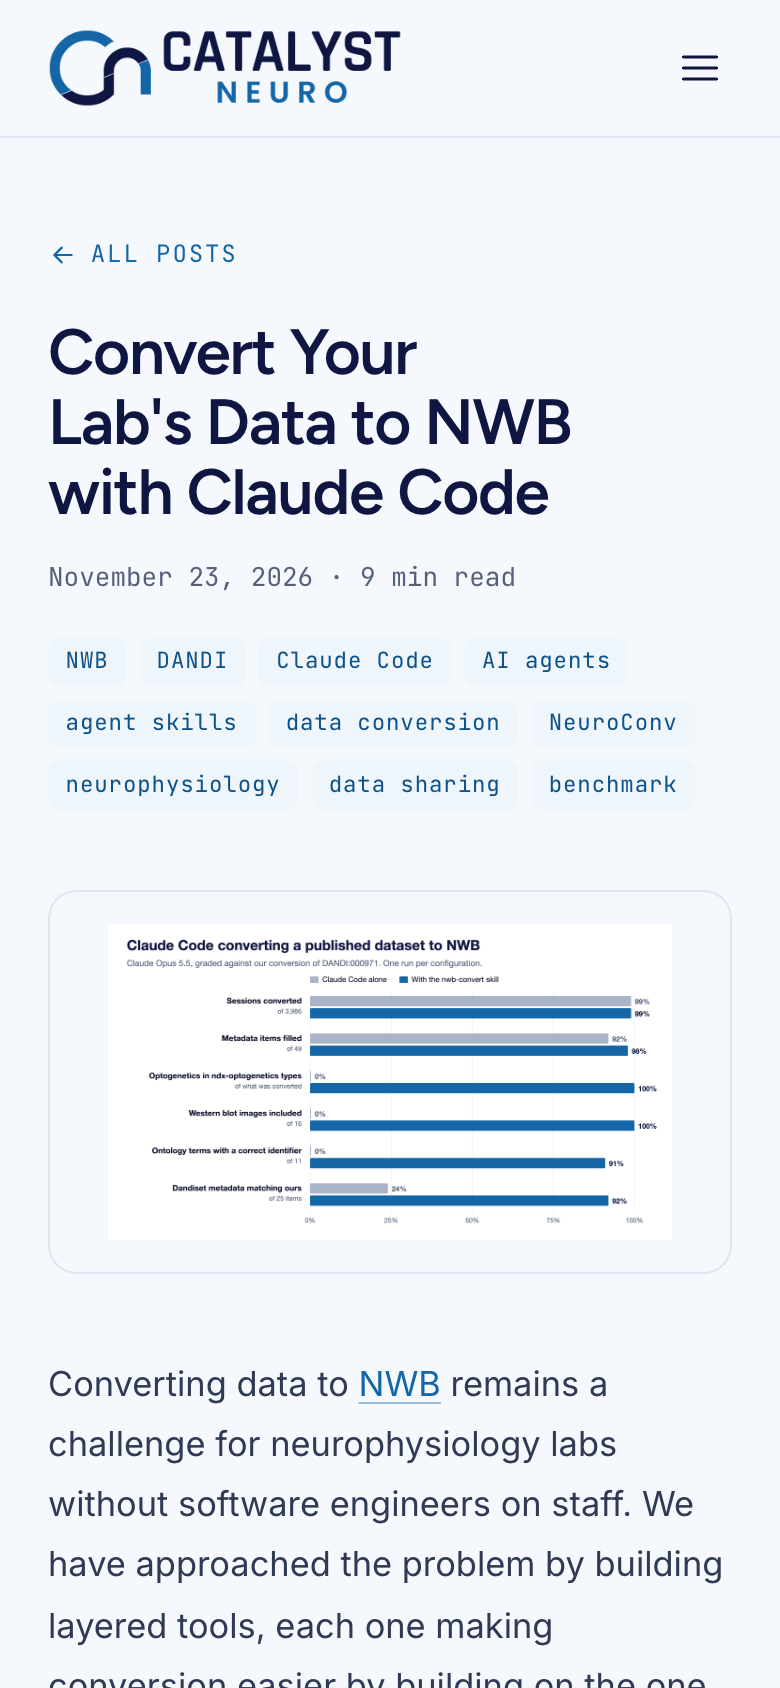 CATALYST
NEURO
← ALL POSTS
Convert Your
Lab's Data to NWB
with Claude Code
November 23, 2026 · 9 min read
NWB DANDI Claude Code AI agents
agent skills data conversion NeuroConv
neurophysiology data sharing benchmark
Claude Code converting a published dataset to NWB
Claude Opus 5.5, graded against our conversion of DANDI:000971. One run per configuration.
Claude Code alone With the nwb-convert skill
Sessions converted
of 3,986
99%
99%
Metadata items filled
of 49
92%
98%
Optogenetics in ndx-optogenetics types
of what was converted
0%
100%
Western blot images included
of 16
0%
100%
Ontology terms with a correct identifier
of 11
0%
91%
Dandiset metadata matching ours
of 25 items
24%
92%
0% 25% 50% 75% 100%
Converting data to NWB remains a
challenge for neurophysiology labs
without software engineers on staff. We
have approached the problem by building
layered tools, each one making
conversion easier by building on the one